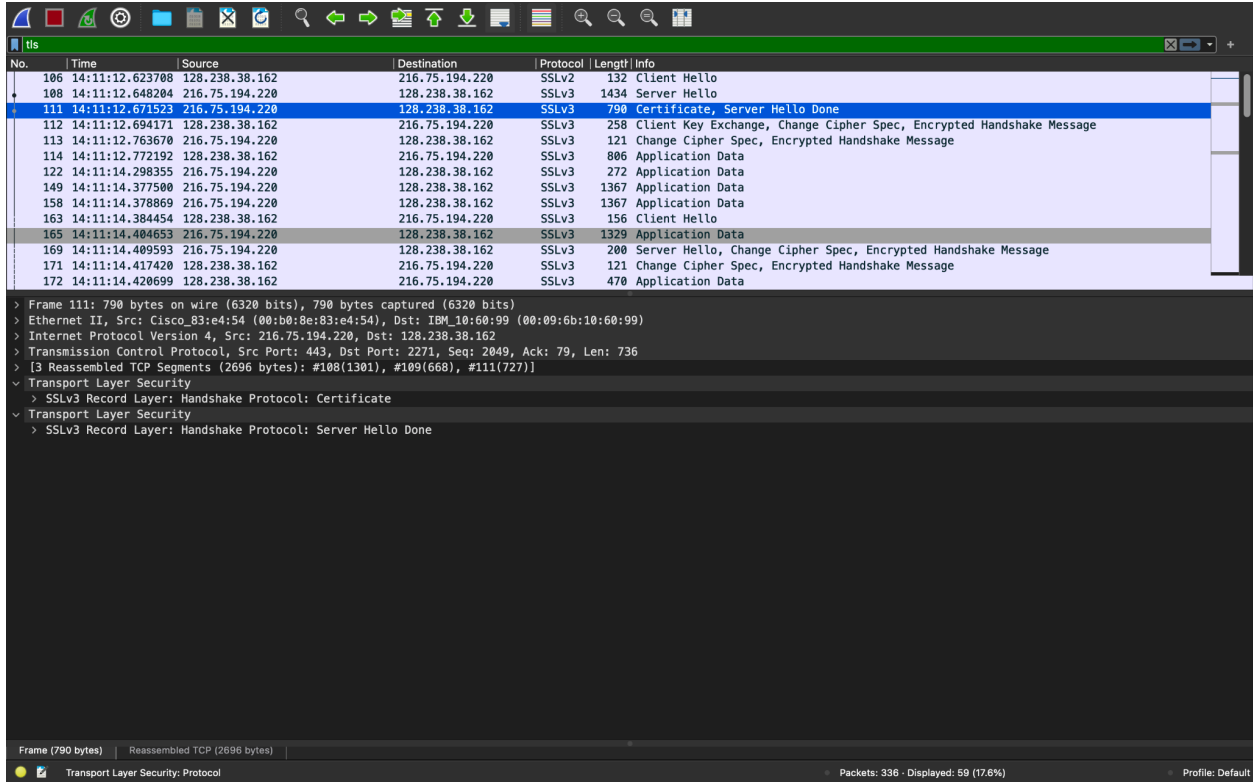 tls
No. Time Source Destination Protocol Length Info
106 14:11:12.623708 128.238.38.162 216.75.194.220 SSLv2 132 Client Hello
108 14:11:12.648204 216.75.194.220 128.238.38.162 SSLv3 1434 Server Hello
111 14:11:12.671523 216.75.194.220 128.238.38.162 SSLv3 790 Certificate, Server Hello Done
112 14:11:12.694171 128.238.38.162 216.75.194.220 SSLv3 258 Client Key Exchange, Change Cipher Spec, Encrypted Handshake Message
113 14:11:12.763670 216.75.194.220 128.238.38.162 SSLv3 121 Change Cipher Spec, Encrypted Handshake Message
114 14:11:12.772192 128.238.38.162 216.75.194.220 SSLv3 806 Application Data
122 14:11:14.298355 216.75.194.220 128.238.38.162 SSLv3 272 Application Data
149 14:11:14.377500 216.75.194.220 128.238.38.162 SSLv3 1367 Application Data
158 14:11:14.378869 216.75.194.220 128.238.38.162 SSLv3 1367 Application Data
163 14:11:14.384454 128.238.38.162 216.75.194.220 SSLv3 156 Client Hello
165 14:11:14.404653 216.75.194.220 128.238.38.162 SSLv3 1329 Application Data
169 14:11:14.409593 216.75.194.220 128.238.38.162 SSLv3 200 Server Hello, Change Cipher Spec, Encrypted Handshake Message
171 14:11:14.417420 128.238.38.162 216.75.194.220 SSLv3 121 Change Cipher Spec, Encrypted Handshake Message
172 14:11:14.420699 128.238.38.162 216.75.194.220 SSLv3 470 Application Data
> Frame 111: 790 bytes on wire (6320 bits), 790 bytes captured (6320 bits)
> Ethernet II, Src: Cisco_83:e4:54 (00:b0:8e:83:e4:54), Dst: IBM_10:60:99 (00:09:6b:10:60:99)
> Internet Protocol Version 4, Src: 216.75.194.220, Dst: 128.238.38.162
> Transmission Control Protocol, Src Port: 443, Dst Port: 2271, Seq: 2049, Ack: 79, Len: 736
> [3 Reassembled TCP Segments (2696 bytes): #108(1301), #109(668), #111(727)]
Transport Layer Security
> SSLv3 Record Layer: Handshake Protocol: Certificate
Transport Layer Security
> SSLv3 Record Layer: Handshake Protocol: Server Hello Done
Frame (790 bytes) Reassembled TCP (2696 bytes)
Transport Layer Security: Protocol Packets: 336 · Displayed: 59 (17.6%) Profile: Default